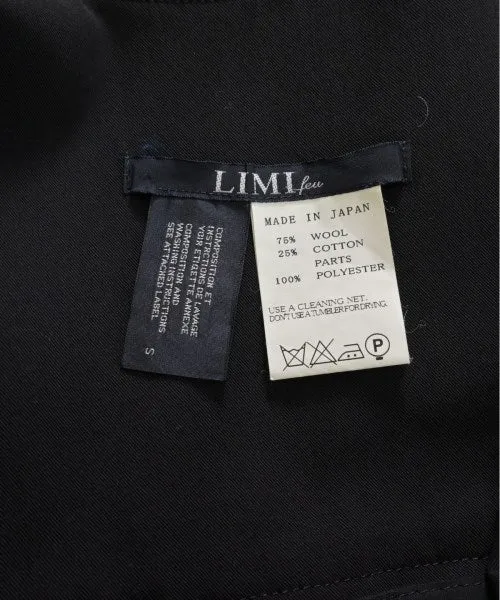 LIMI feu
COMPOSITION ET
INSTRCTIONS DE LAVAGE
VOIR ETIQUETTE ANNEXE
COMPOSITION AND
WASHING INSTRUCTIONS
SEE ATTACHED LABEL
S
MADE IN JAPAN
75% WOOL
25% COTTON
PARTS
100% POLYESTER
USE A CLEANING NET.
DON'T USE A TUMBLER FOR DRYING.
P